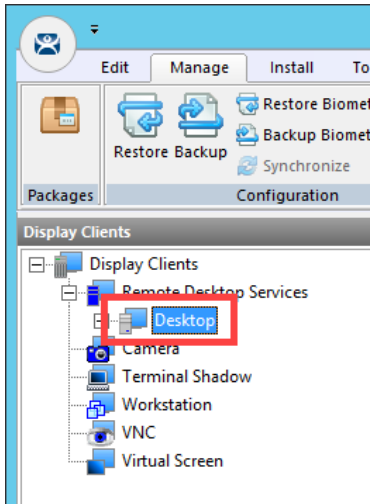 Edit Manage Install To
Restore Backup
Restore Biomet
Backup Biomet
Synchronize
Packages Configuration
Display Clients
Display Clients
Remote Desktop Services
Desktop
Camera
Terminal Shadow
Workstation
VNC
Virtual Screen